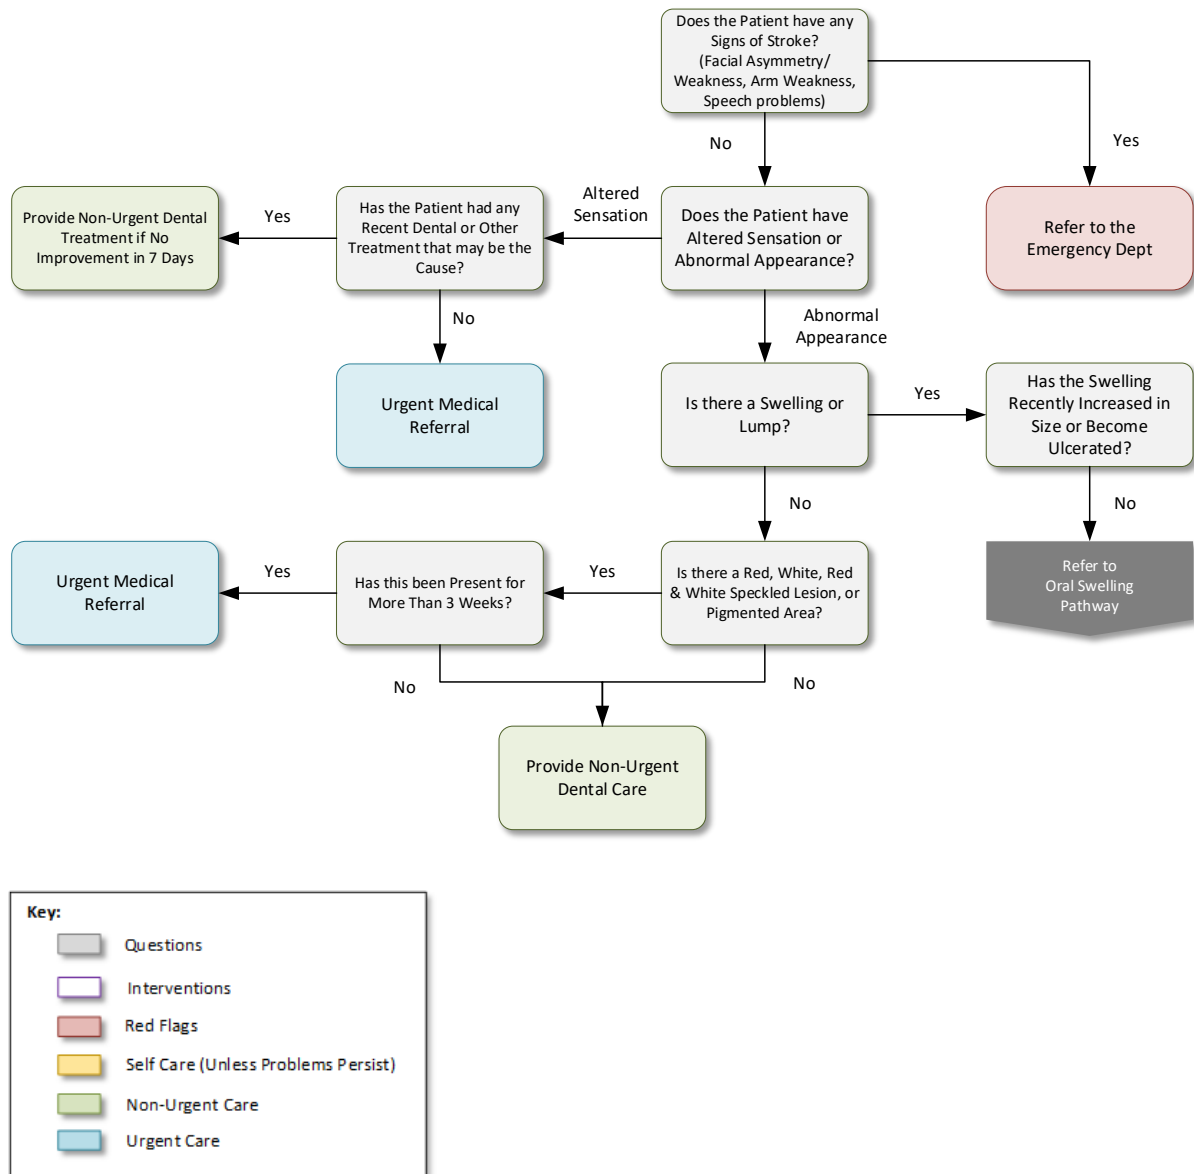 Does the Patient have any
Signs of Stroke?
(Facial Asymmetry/
Weakness, Arm Weakness,
Speech problems)
No
Yes
Provide Non-Urgent Dental
Treatment if No
Improvement in 7 Days
Yes
Has the Patient had any
Recent Dental or Other
Treatment that may be the
Cause?
Altered
Sensation
Does the Patient have
Altered Sensation or
Abnormal Appearance?
Refer to the
Emergency Dept
No
Abnormal
Appearance
Urgent Medical
Referral
Is there a Swelling or
Lump?
Yes
Has the Swelling
Recently Increased in
Size or Become
Ulcerated?
No
No
Urgent Medical
Referral
Yes
Has this been Present for
More Than 3 Weeks?
Yes
Is there a Red, White, Red
& White Speckled Lesion, or
Pigmented Area?
Refer to
Oral Swelling
Pathway
No
No
Provide Non-Urgent
Dental Care
Key:
Questions
Interventions
Red Flags
Self Care (Unless Problems Persist)
Non-Urgent Care
Urgent Care